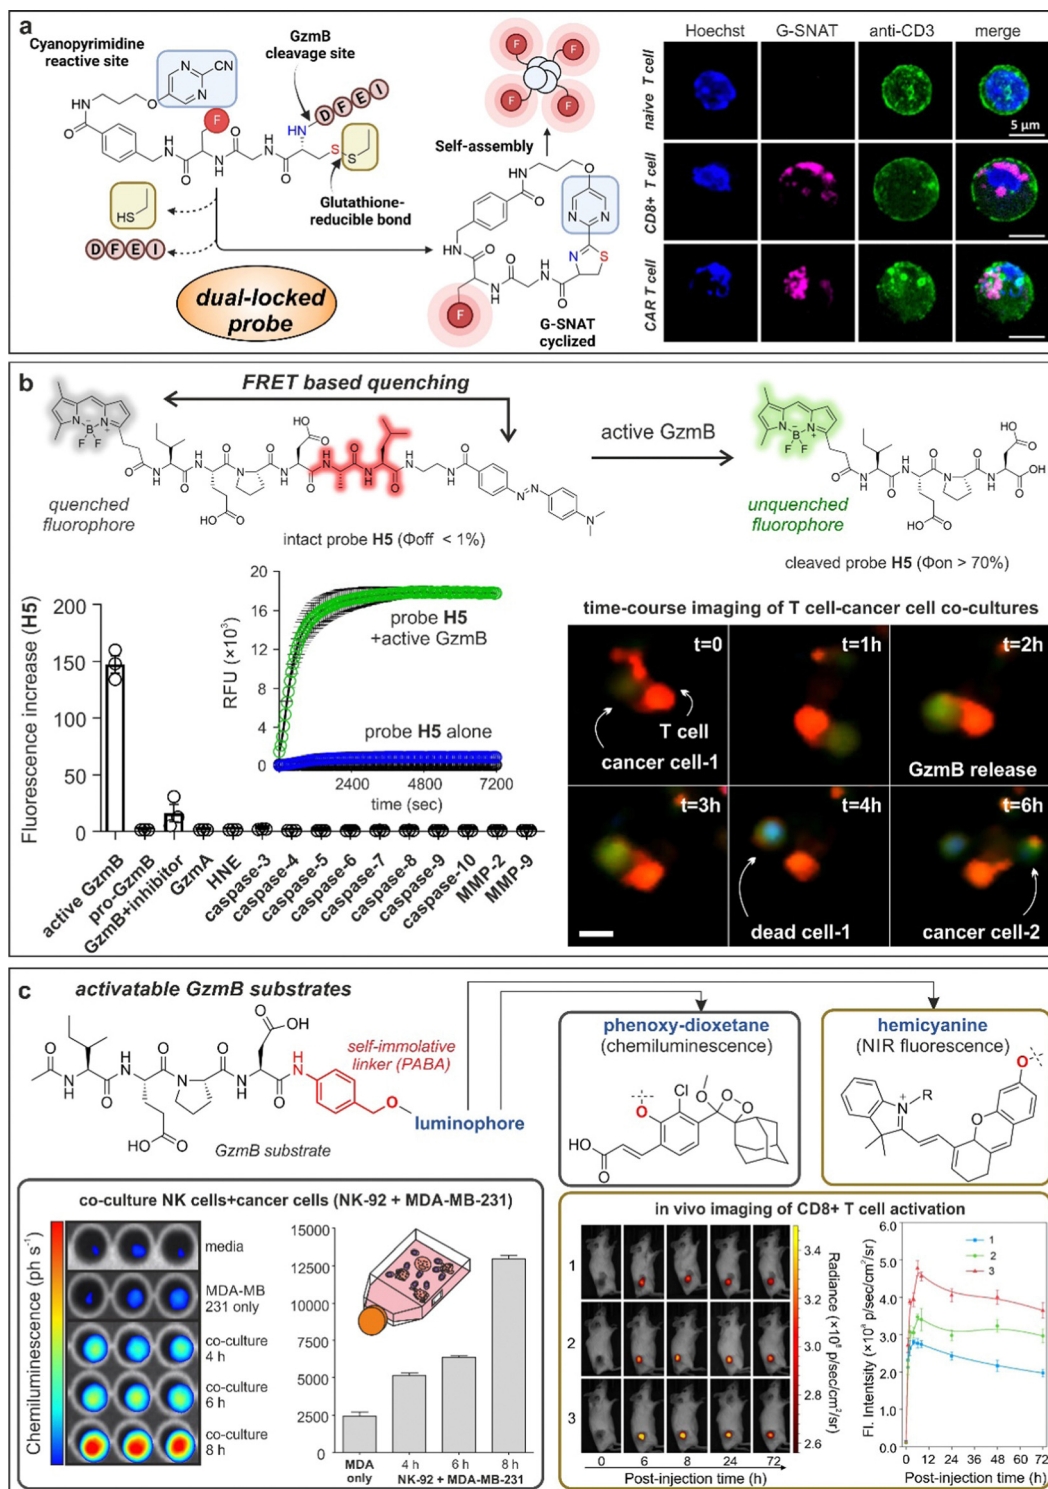 a
Cyanopyrimidine
reactive site
GzmB
cleavage site
Glutathione-
reducible bond
D F E I
D F E I
dual-locked
probe
Self-assembly
G-SNAT
cyclized
Hoechst G-SNAT anti-CD3 merge
naive T cell
CD8+ T cell
CAR T cell
5 µm
b
FRET based quenching
quenched
fluorophore
intact probe H5 (Φoff < 1%)
active GzmB
unquenched
fluorophore
cleaved probe H5 (Φon > 70%)
Fluorescence increase (H5)
200
150
100
50
0
active GzmB
pro-GzmB
GzmB+inhibitor
GzmA
HNE
caspase-3
caspase-4
caspase-5
caspase-6
caspase-7
caspase-8
caspase-9
caspase-10
MMP-2
MMP-9
RFU (×10³)
20
16
12
8
4
0
probe H5
+active GzmB
probe H5 alone
2400 4800 7200
time (sec)
time-course imaging of T cell-cancer cell co-cultures
t=0
T cell
cancer cell-1
t=1h
t=2h
GzmB release
t=3h
t=4h
dead cell-1
t=6h
cancer cell-2
c
activatable GzmB substrates
self-immolative
linker (PABA)
luminophore
GzmB substrate
phenoxy-dioxetane
(chemiluminescence)
hemicyanine
(NIR fluorescence)
co-culture NK cells+cancer cells (NK-92 + MDA-MB-231)
Chemiluminescence (ph s⁻¹)
media
MDA-MB
231 only
co-culture
4 h
co-culture
6 h
co-culture
8 h
15000
12500
10000
7500
5000
2500
0
MDA
only
4 h 6 h 8 h
NK-92 + MDA-MB-231
in vivo imaging of CD8+ T cell activation
1
2
3
0 6 8 24 72
Post-injection time (h)
3.4
3.2
3.0
2.8
2.6
Radiance (×10⁸ p/sec/cm²/sr)
Fl. Intentsity (×10⁸ p/sec/cm²/sr)
6.0
5.0
4.0
3.0
2.0
1.0
0.0
1
2
3
0 12 24 36 48 60 72
Post-injection time (h)